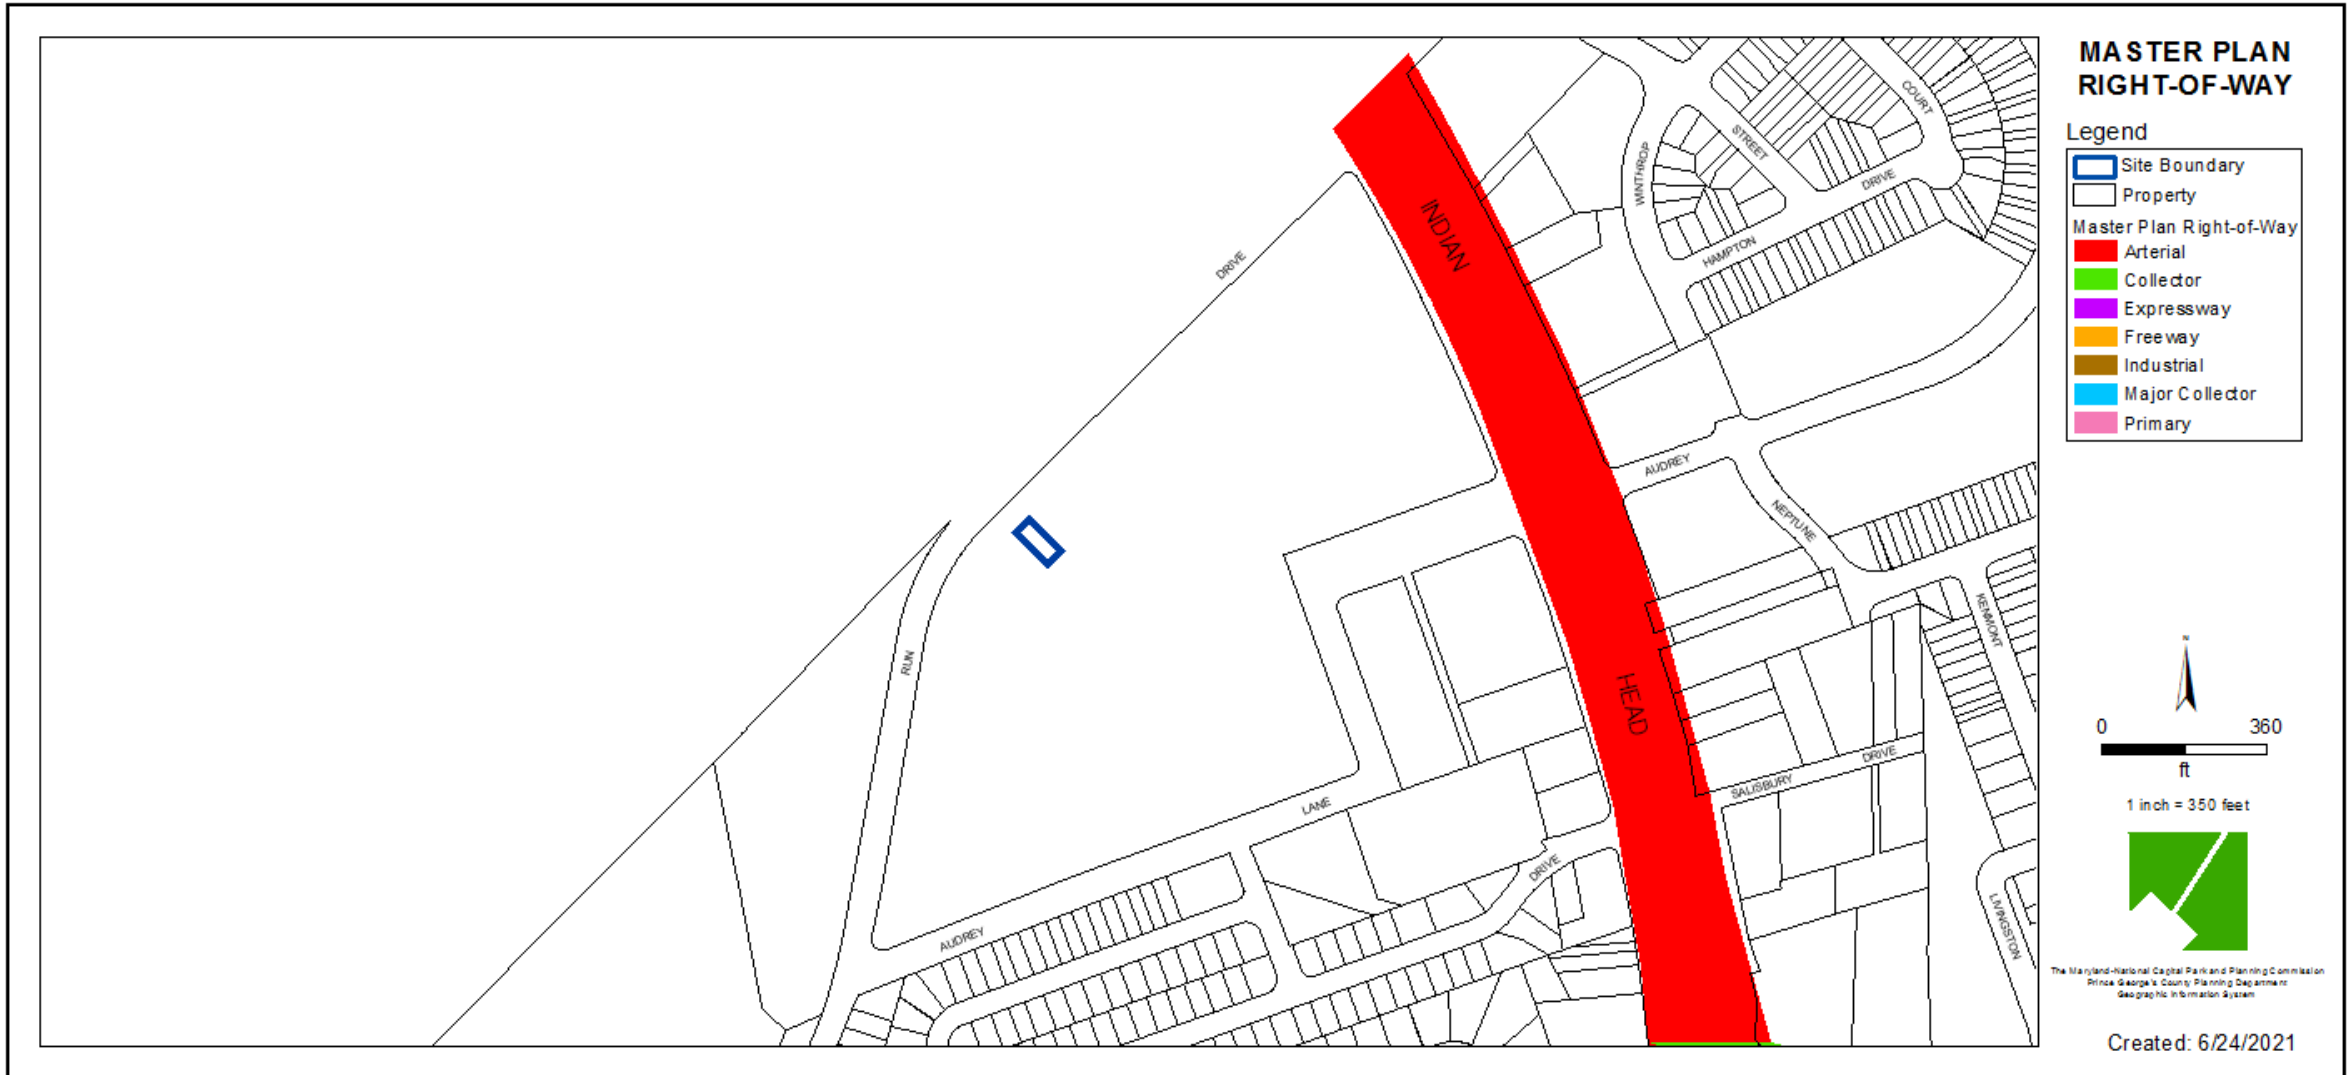 MASTER PLAN
RIGHT-OF-WAY
Legend
Site Boundary
Property
Master Plan Right-of-Way
Arterial
Collector
Expressway
Freeway
Industrial
Major Collector
Primary
COURT
STREET
WINTHROP
DRIVE
HAMPTON
INDIAN
DRIVE
AUDREY
NEPTUNE
KENMONT
RUN
HEAD
DRIVE
SALISBURY
LANE
DRIVE
AUDREY
LIVINGSTON
N
0 360
ft
1 inch = 350 feet
The Maryland-National Capital Park and Planning Commission
Prince George's County Planning Department
Geographic Information System
Created: 6/24/2021